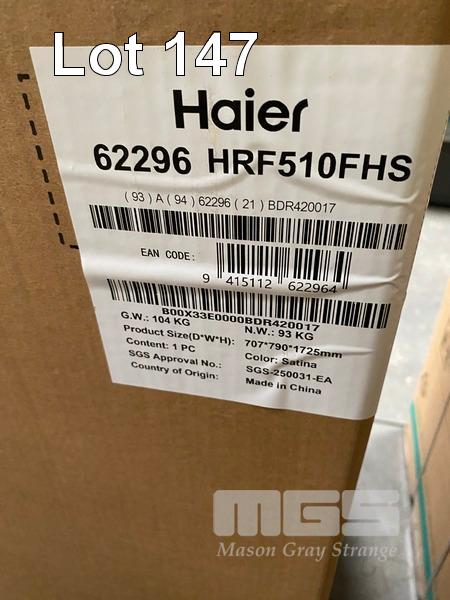 Lot 147
Haier
62296 HRF510FHS
(93)A(94)62296(21)BDR420017
EAN CODE:
9 415112 622964
B00X33E0000BDR420017
G.W.: 104 KG N.W.: 93 KG
Product Size(D*W*H): 707*790*1725mm
Content: 1 PC Color: Satina
SGS Approval No.: SGS-250031-EA
Country of Origin: Made in China
MGS
Mason Gray Strange